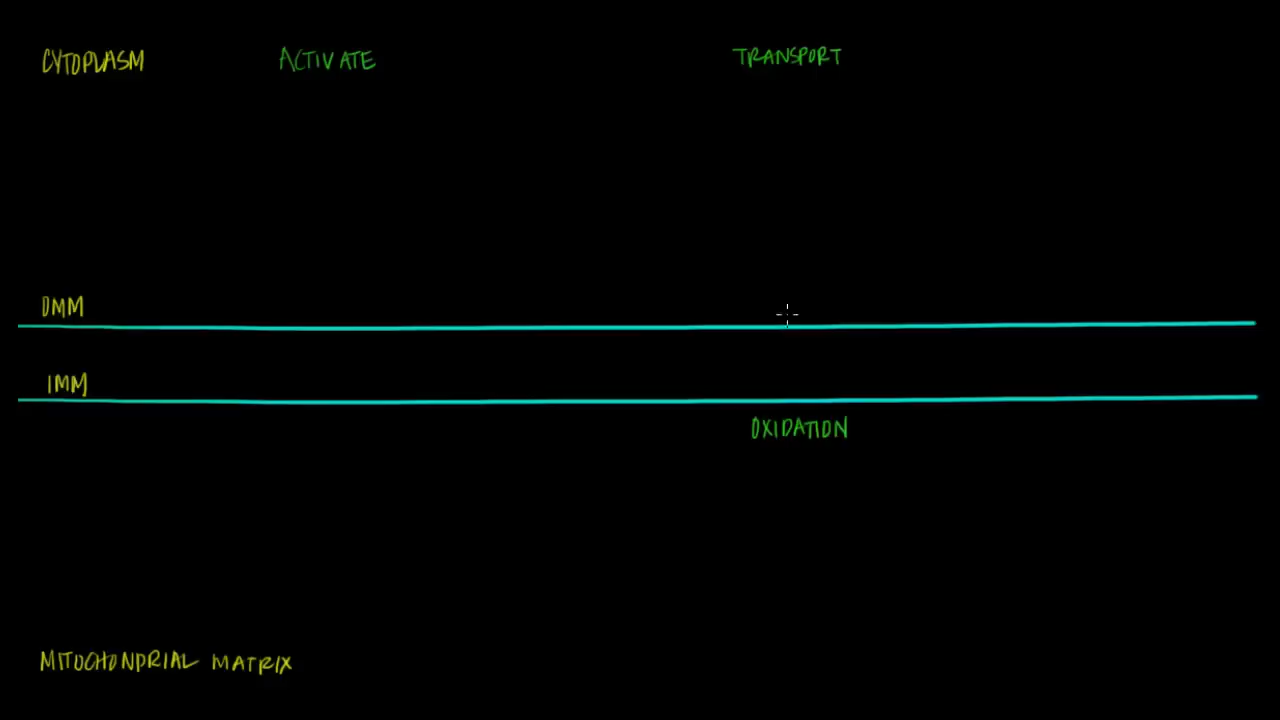 CYTOPLASM ACTIVATE TRANSPORT
OMM
IMM
OXIDATION
MITOCHONDRIAL MATRIX